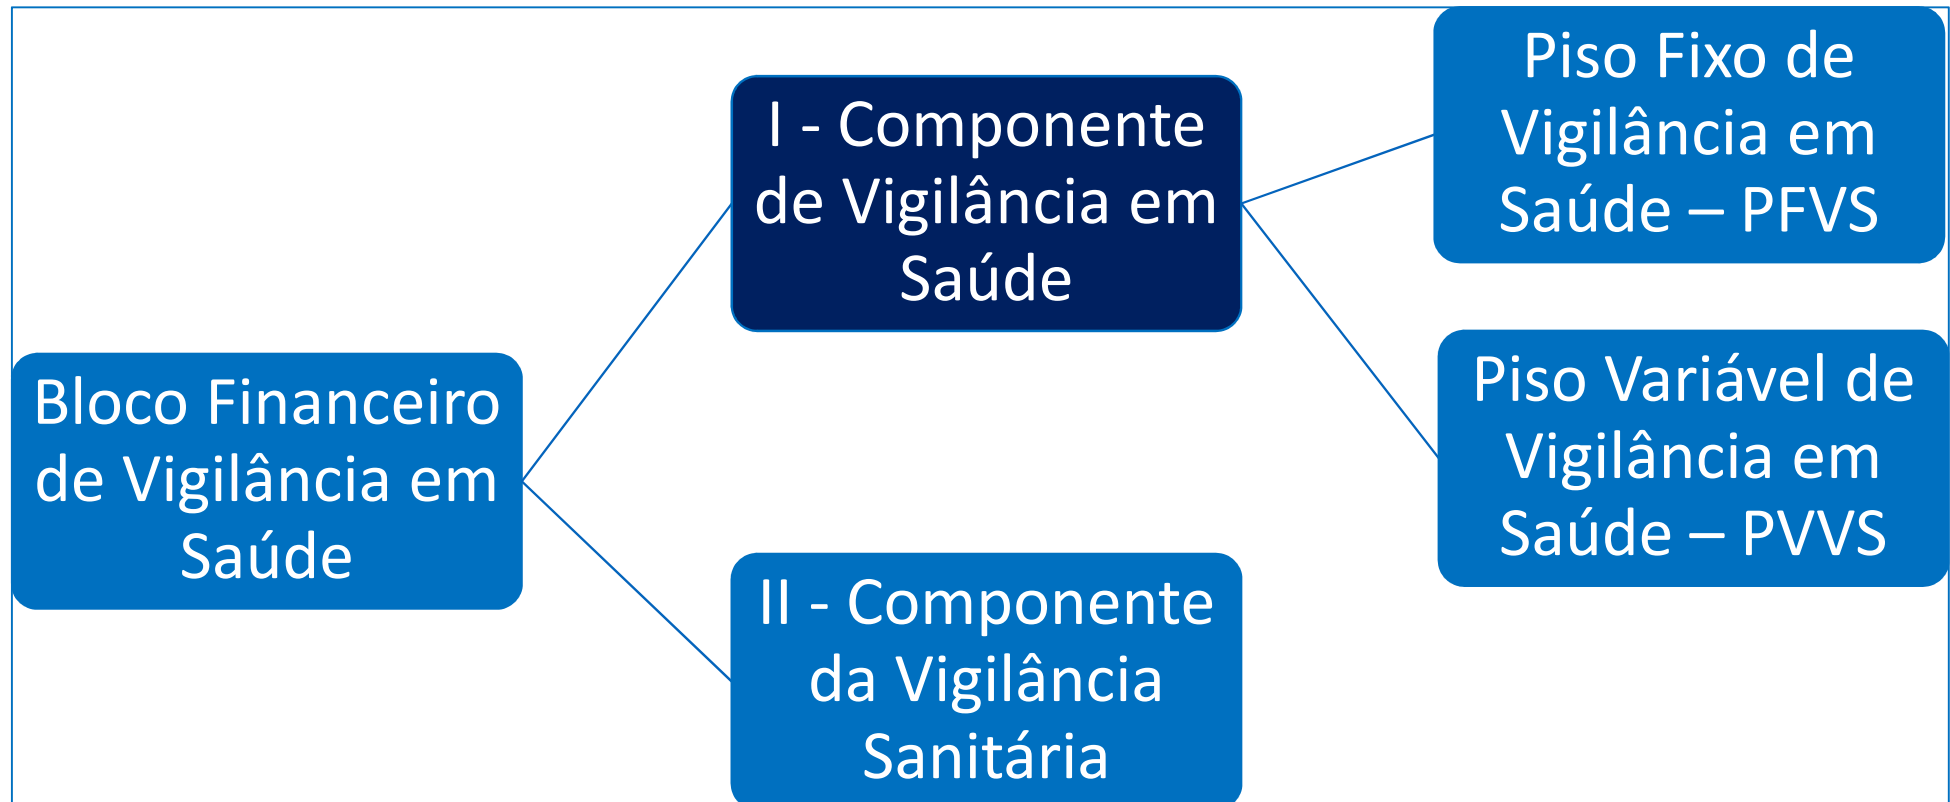 Bloco Financeiro
de Vigilância em
Saúde
I - Componente
de Vigilância em
Saúde
II - Componente
da Vigilância
Sanitária
Piso Fixo de
Vigilância em
Saúde – PFVS
Piso Variável de
Vigilância em
Saúde – PVVS